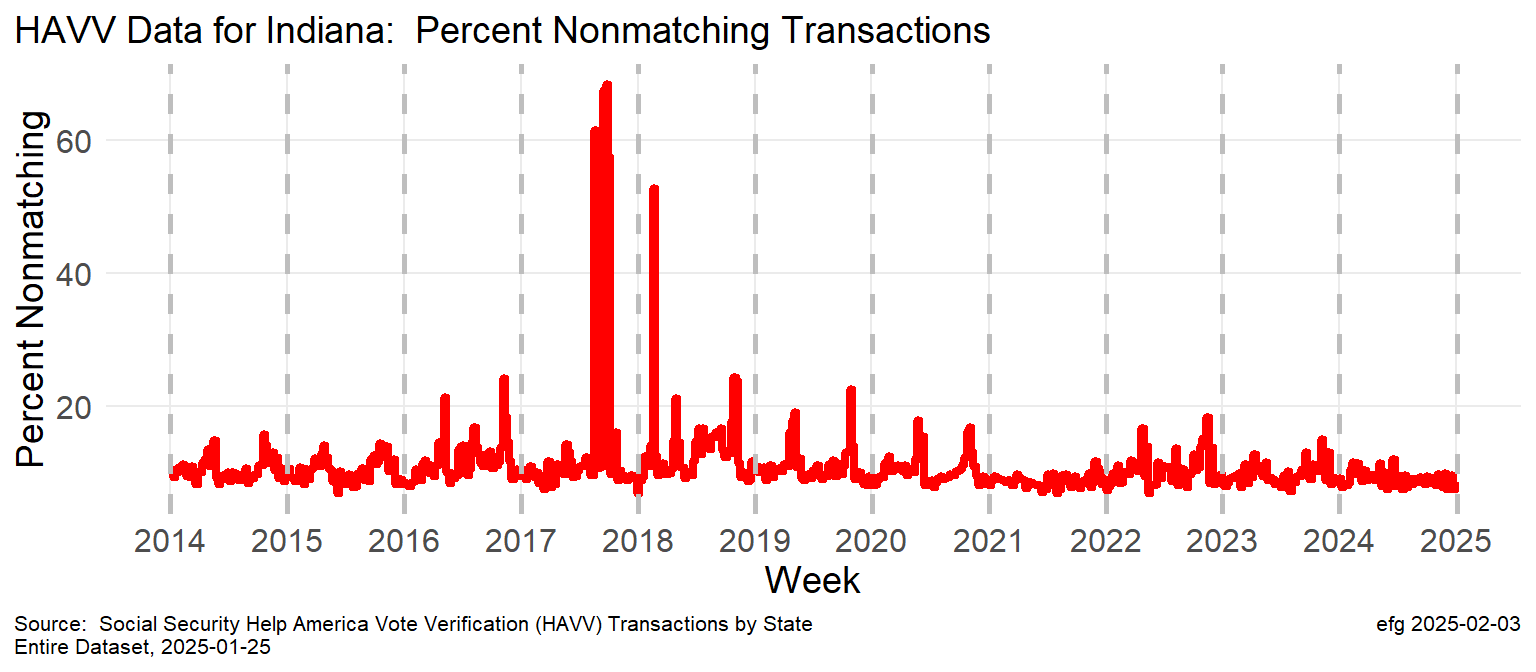 HAVV Data for Indiana:  Percent Nonmatching Transactions
Percent Nonmatching
60
40
20
2014 2015 2016 2017 2018 2019 2020 2021 2022 2023 2024 2025
Week
Source:  Social Security Help America Vote Verification (HAVV) Transactions by State
Entire Dataset, 2025-01-25
efg 2025-02-03